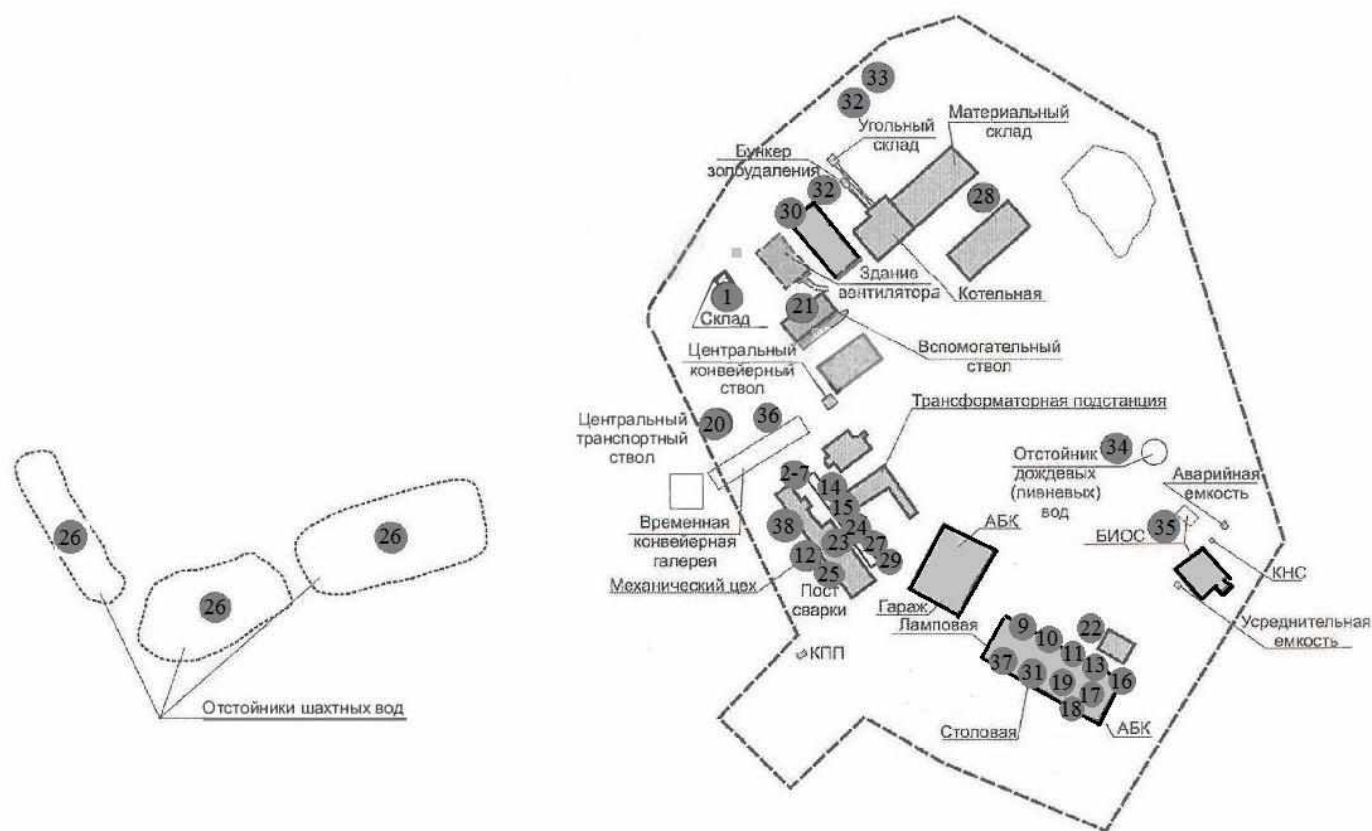 33
32
Материальный
склад
Угольный
склад
Бункер
золоудаления
32
28
30
Здание
вентилятора
Котельная
1
Склад
21
Вспомогательный
ствол
Центральный
конвейерный
ствол
Трансформаторная подстанция
20
36
Центральный
транспортный
ствол
34
Отстойник
дождевых
(ливневых)
вод
Аварийная
емкость
2-7
14
15
26
26
38
24
23
27
29
Временная
конвейерная
галерея
АБК
35
БИОС
12
25
Механический цех
Пост
сварки
КНС
26
Гараж
Ламповая
Усреднительная
емкость
9
10
11
22
13
КПП
37
31
19
17
16
18
Отстойники шахтных вод
Столовая
АБК